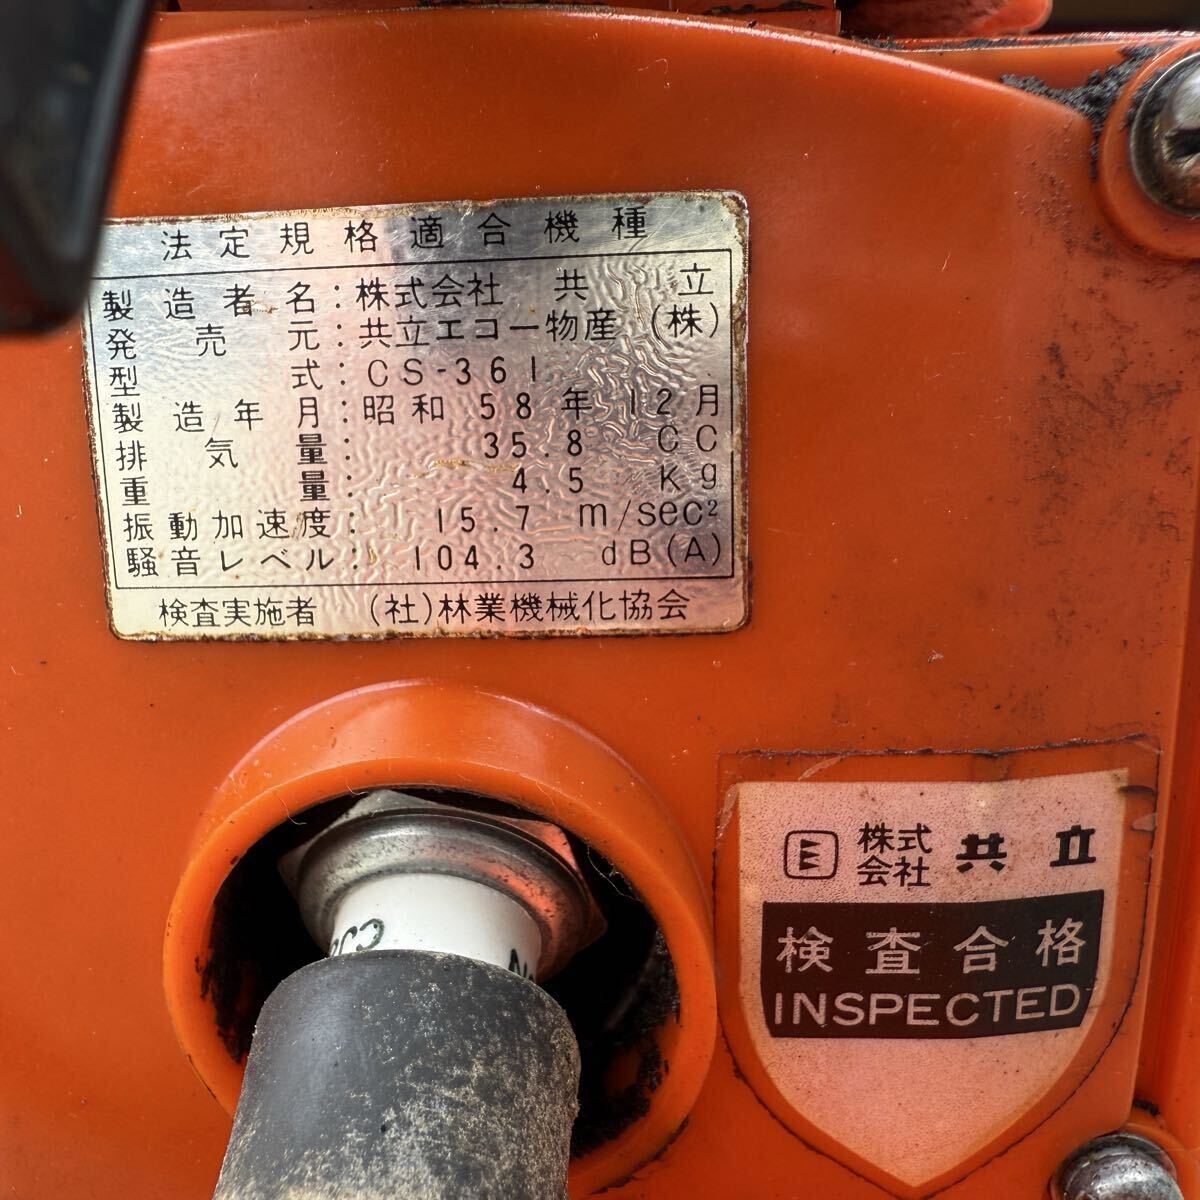 法定規格適合機種
製造者名：株式会社 共立
発売元：共立エコー物産(株)
型式：CS-361
製造年月：昭和58年12月
排気量：35.8 CC
重量：4.5 Kg
振動加速度：15.7 m/sec²
騒音レベル：104.3 dB(A)
検査実施者 (社)林業機械化協会
株式会社 共立
検査合格
INSPECTED